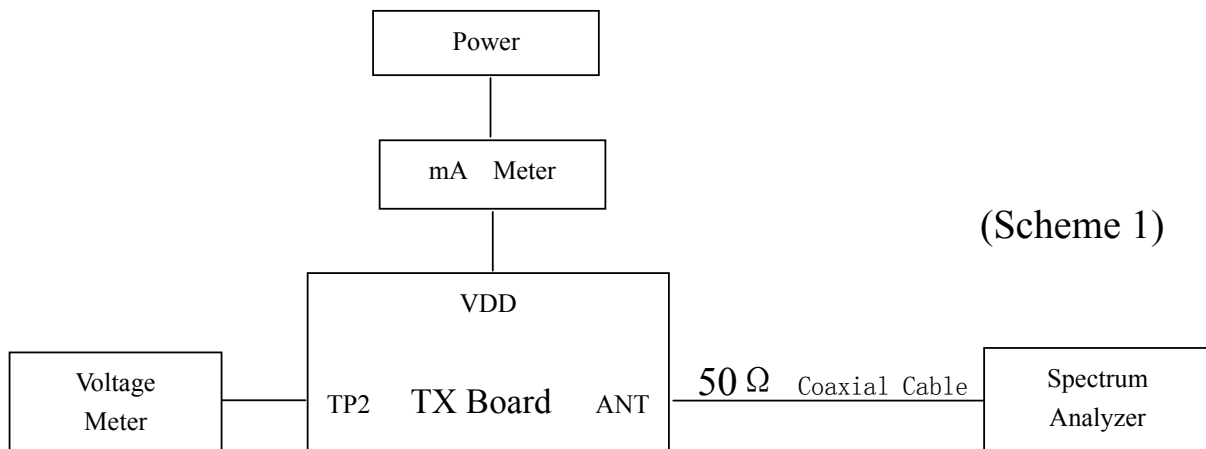 Power
mA Meter
(Scheme 1)
VDD
Voltage
Meter
TP2 TX Board ANT
50Ω Coaxial Cable
Spectrum
Analyzer